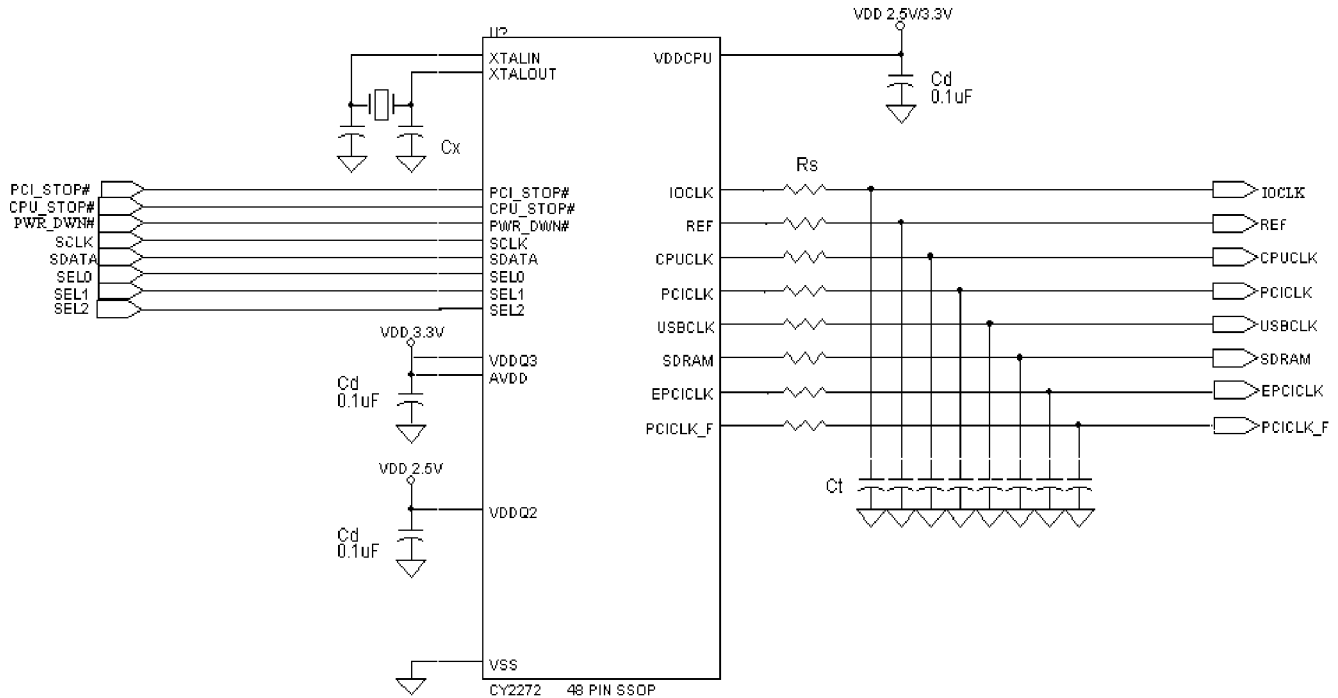 VDD 2.5V/3.3V
U?
XTALIN
XTALOUT
VDDCPU
Cd
0.1uF
Cx
Rs
PCI_STOP#
CPU_STOP#
PWR_DWN#
SCLK
SDATA
SEL0
SEL1
SEL2
PCI_STOP#
CPU_STOP#
PWR_DWN#
SCLK
SDATA
SEL0
SEL1
SEL2
IOCLK
REF
CPUCLK
PCICLK
USBCLK
SDRAM
EPCICLK
PCICLK_F
IOCLK
REF
CPUCLK
PCICLK
USBCLK
SDRAM
EPCICLK
PCICLK_F
VDD 3.3V
VDDQ3
AVDD
Cd
0.1uF
VDD 2.5V
VDDQ2
Cd
0.1uF
Ct
VSS
CY2272 48 PIN SSOP